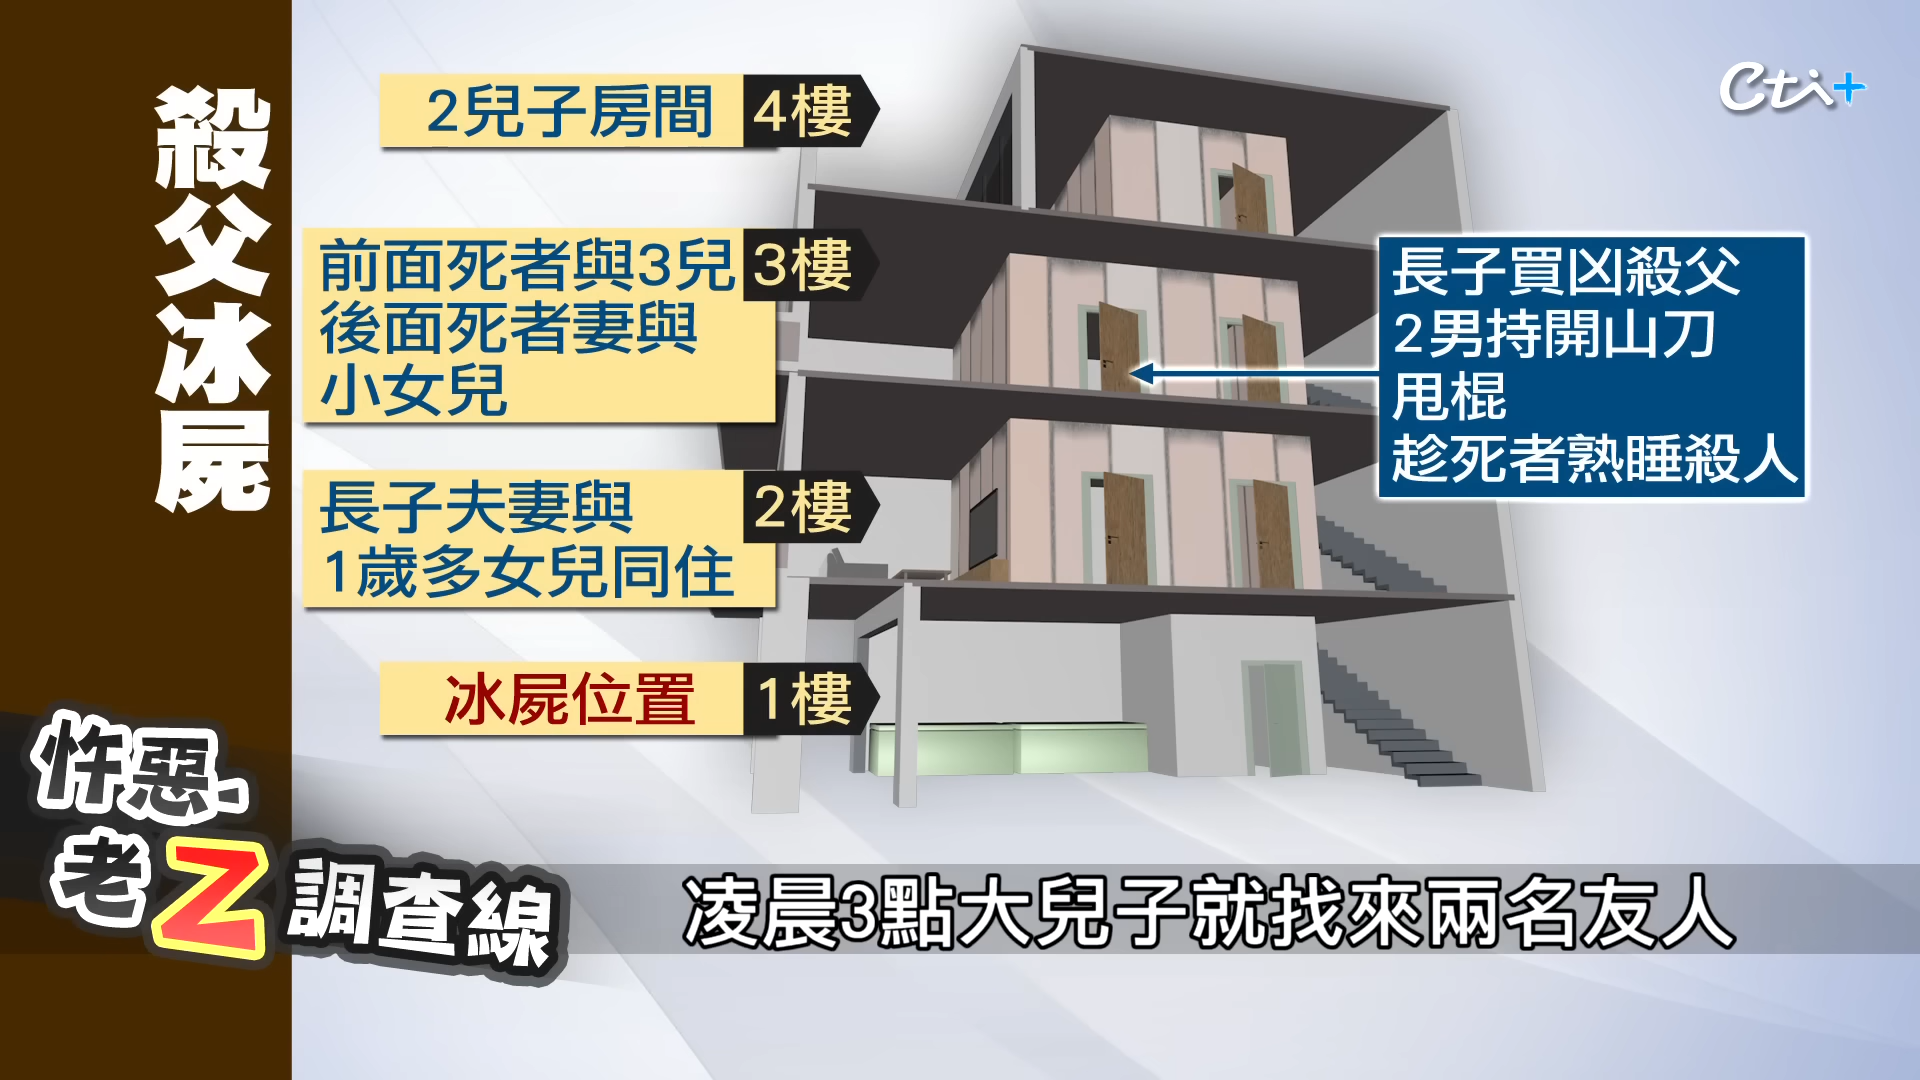 殺父冰屍
Cti+
2兒子房間 4樓
前面死者與3兒 3樓
後面死者妻與
小女兒
長子買凶殺父
2男持開山刀
甩棍
趁死者熟睡殺人
長子夫妻與 2樓
1歲多女兒同住
冰屍位置 1樓
忤惡-
老Z調查線
凌晨3點大兒子就找來兩名友人